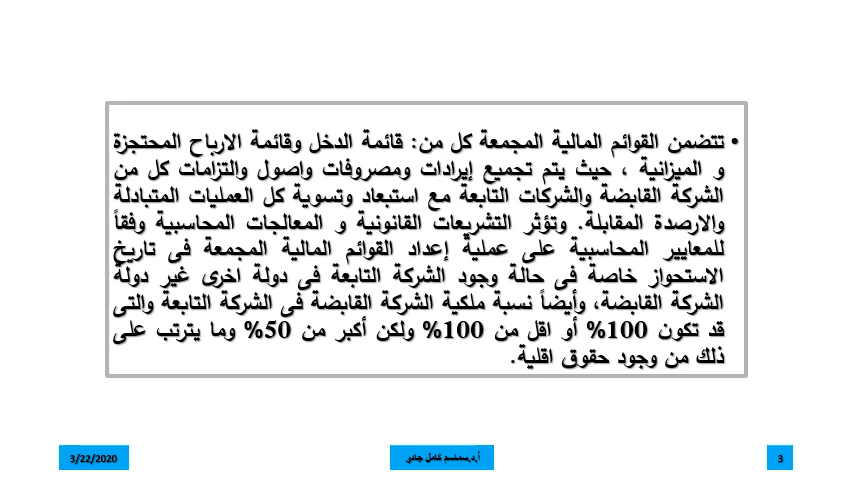 • تتضمن القوائم المالية المجمعة كل من: قائمة الدخل وقائمة الارباح المحتجزة
و الميزانية ، حيث يتم تجميع إيرادات ومصروفات واصول والتزامات كل من
الشركة القابضة والشركات التابعة مع استبعاد وتسوية كل العمليات المتبادلة
والارصدة المقابلة. وتؤثر التشريعات القانونية و المعالجات المحاسبية وفقاً
للمعايير المحاسبية على عملية إعداد القوائم المالية المجمعة فى تاريخ
الاستحواز خاصة فى حالة وجود الشركة التابعة فى دولة اخرى غير دولة
الشركة القابضة، وأيضاً نسبة ملكية الشركة القابضة فى الشركة التابعة والتى
قد تكون 100% أو اقل من 100% ولكن أكبر من 50% وما يترتب على
ذلك من وجود حقوق اقلية.
3/22/2020
أ.د. كامل
3